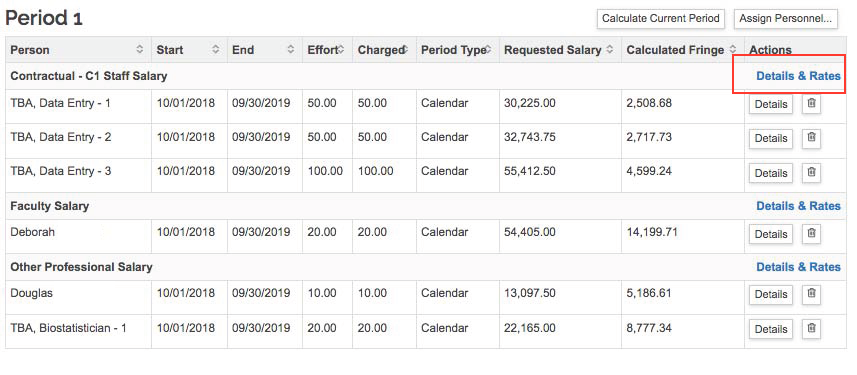 Period 1
Calculate Current Period Assign Personnel...
Person Start End Effort Charged Period Type Requested Salary Calculated Fringe Actions
Contractual - C1 Staff Salary Details & Rates
TBA, Data Entry - 1 10/01/2018 09/30/2019 50.00 50.00 Calendar 30,225.00 2,508.68 Details
TBA, Data Entry - 2 10/01/2018 09/30/2019 50.00 50.00 Calendar 32,743.75 2,717.73 Details
TBA, Data Entry - 3 10/01/2018 09/30/2019 100.00 100.00 Calendar 55,412.50 4,599.24 Details
Faculty Salary Details & Rates
Deborah 10/01/2018 09/30/2019 20.00 20.00 Calendar 54,405.00 14,199.71 Details
Other Professional Salary Details & Rates
Douglas 10/01/2018 09/30/2019 10.00 10.00 Calendar 13,097.50 5,186.61 Details
TBA, Biostatistician - 1 10/01/2018 09/30/2019 20.00 20.00 Calendar 22,165.00 8,777.34 Details